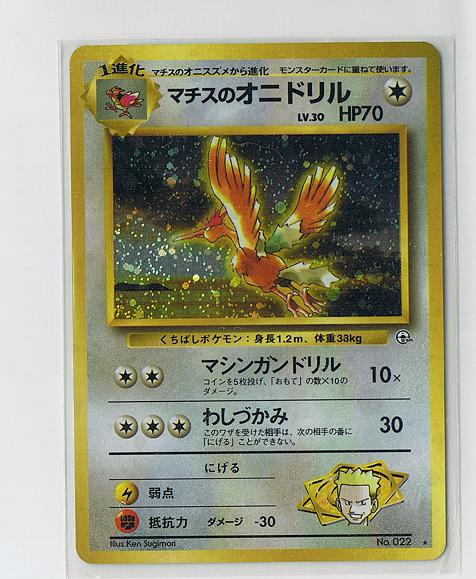 1進化 マチスのオニスズメから進化 モンスターカードに重ねて使います。
マチスのオニドリル
LV.30 HP70
くちばしポケモン：身長1.2m、体重38kg
マシンガンドリル 10×
コインを5枚投げ、「おもて」の数×10の
ダメージ。
わしづかみ 30
このワザを受けた相手は、次の相手の番に
「にげる」ことができない。
にげる
弱点
抵抗力 ダメージ -30
Illus.Ken Sugimori
No.022 ★